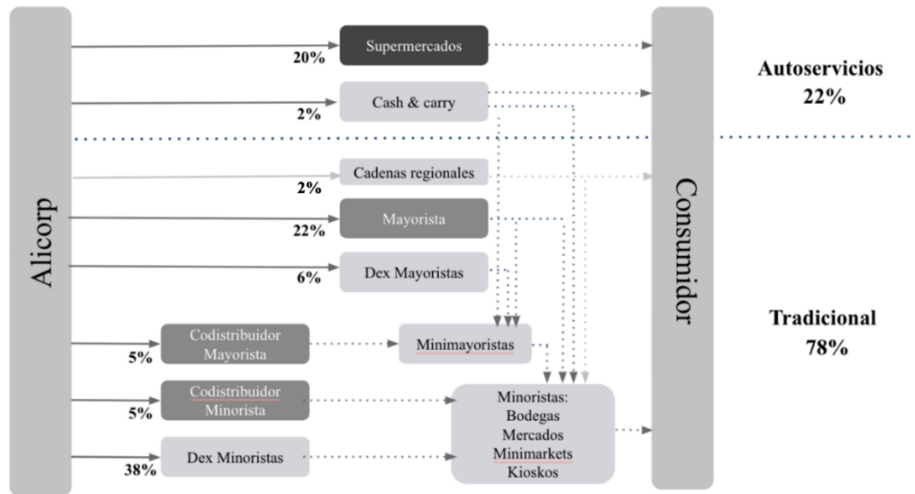 Alicorp
20%
Supermercados
2%
Cash & carry
2%
Cadenas regionales
22%
Mayorista
6%
Dex Mayoristas
5%
Codistribuidor
Mayorista
Minimayoristas
5%
Codistribuidor
Minorista
38%
Dex Minoristas
Minoristas:
Bodegas
Mercados
Minimarkets
Kioskos
Consumidor
Autoservicios
22%
Tradicional
78%